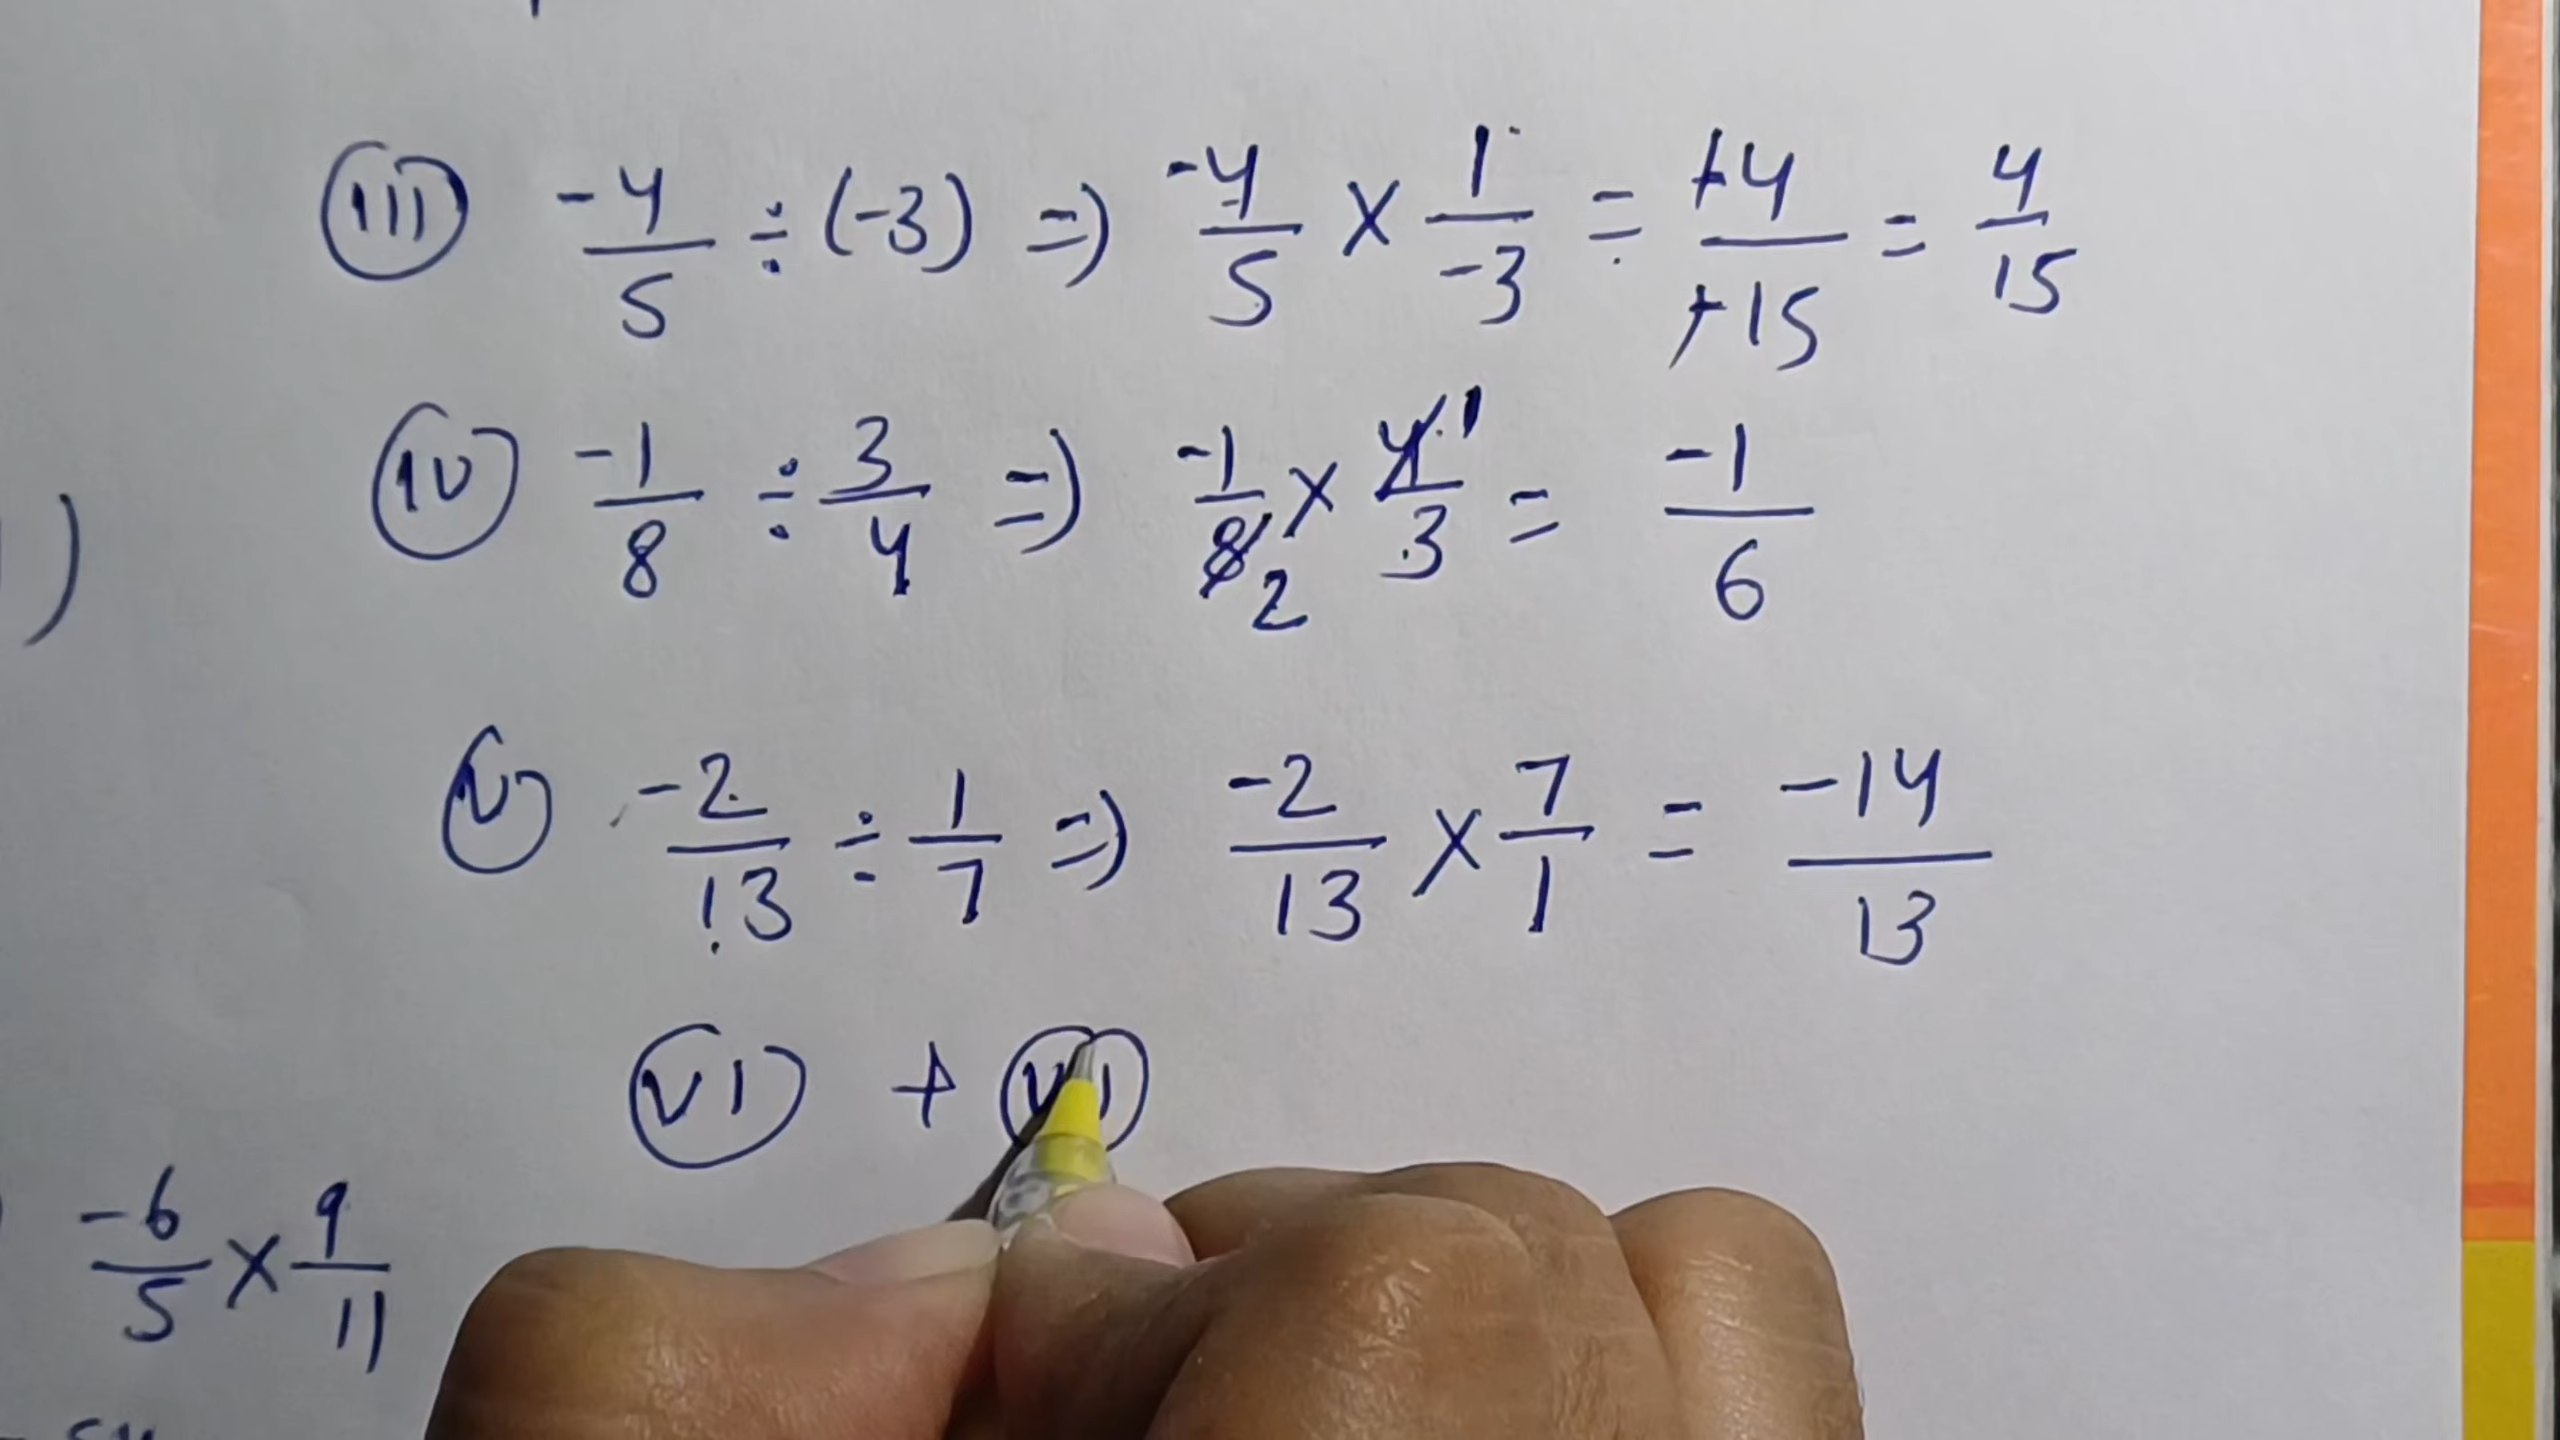 (iii) -4/5 ÷ (-3) => -4/5 × 1/-3 = +4/+15 = 4/15
(iv) -1/8 ÷ 3/4 => -1/8 2 × 4 1/3 = -1/6
(v) -2/13 ÷ 1/7 => -2/13 × 7/1 = -14/13
(vi) +
-6/5 × 9/11